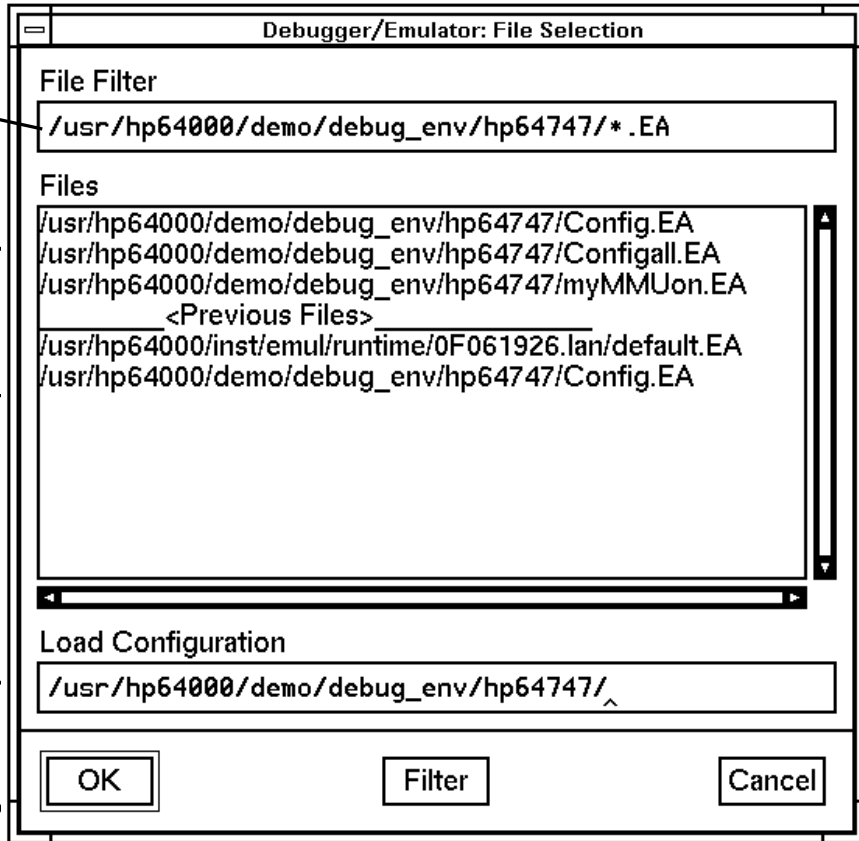 Debugger/Emulator: File Selection
File Filter
/usr/hp64000/demo/debug_env/hp64747/*.EA
Files
/usr/hp64000/demo/debug_env/hp64747/Config.EA
/usr/hp64000/demo/debug_env/hp64747/Configall.EA
/usr/hp64000/demo/debug_env/hp64747/myMMUon.EA
_________<Previous Files>________________
/usr/hp64000/inst/emul/runtime/0F061926.lan/default.EA
/usr/hp64000/demo/debug_env/hp64747/Config.EA
Load Configuration
/usr/hp64000/demo/debug_env/hp64747/
OK Filter Cancel